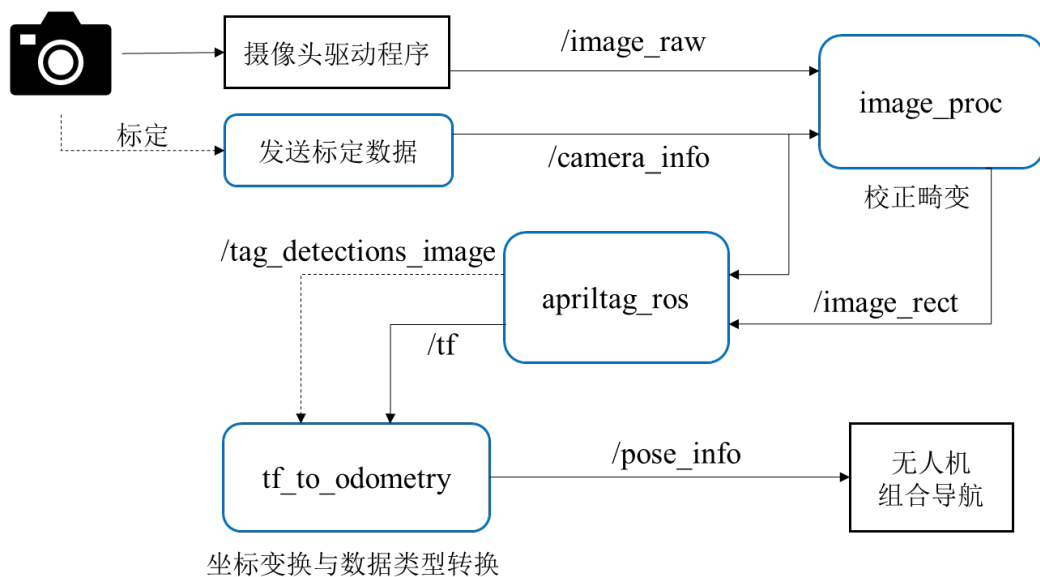 摄像头驱动程序
/image_raw
image_proc
标定
发送标定数据
/camera_info
校正畸变
/tag_detections_image
apriltag_ros
/image_rect
/tf
tf_to_odometry
/pose_info
无人机
组合导航
坐标变换与数据类型转换